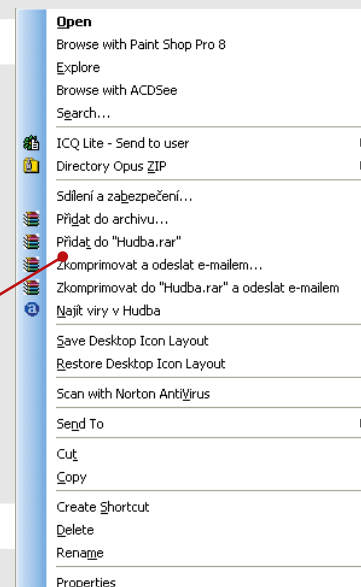 Open
Browse with Paint Shop Pro 8
Explore
Browse with ACDSee
Search...
ICQ Lite - Send to user
Directory Opus ZIP
Sdílení a zabezpečení...
Přidat do archivu...
Přidat do "Hudba.rar"
Zkomprimovat a odeslat e-mailem...
Zkomprimovat do "Hudba.rar" a odeslat e-mailem
Najít viry v Hudba
Save Desktop Icon Layout
Restore Desktop Icon Layout
Scan with Norton AntiVirus
Send To
Cut
Copy
Create Shortcut
Delete
Rename
Properties